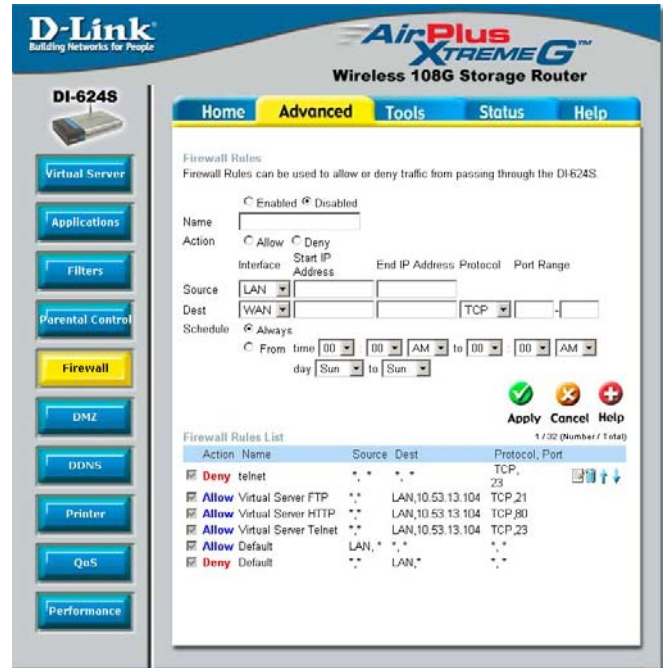 D-Link
Building Networks for People
AirPlus
XTREME G™
Wireless 108G Storage Router
DI-624S
Home Advanced Tools Status Help
Virtual Server
Applications
Filters
Parental Control
Firewall
DMZ
DDNS
Printer
QoS
Performance
Firewall Rules
Firewall Rules can be used to allow or deny traffic from passing through the DI-624S.
Enabled Disabled
Name
Action Allow Deny
Interface Start IP Address End IP Address Protocol Port Range
Source LAN
Dest WAN TCP -
Schedule Always
From time 00 : 00 AM to 00 : 00 AM
day Sun to Sun
Apply Cancel Help
Firewall Rules List 1 / 32 (Number / Total)
Action Name Source Dest Protocol, Port
Deny telnet *, * *, * TCP, 23
Allow Virtual Server FTP *,* LAN,10.53.13.104 TCP,21
Allow Virtual Server HTTP *,* LAN,10.53.13.104 TCP,80
Allow Virtual Server Telnet *,* LAN,10.53.13.104 TCP,23
Allow Default LAN, * *, * *,*
Deny Default *,* LAN,* *,*